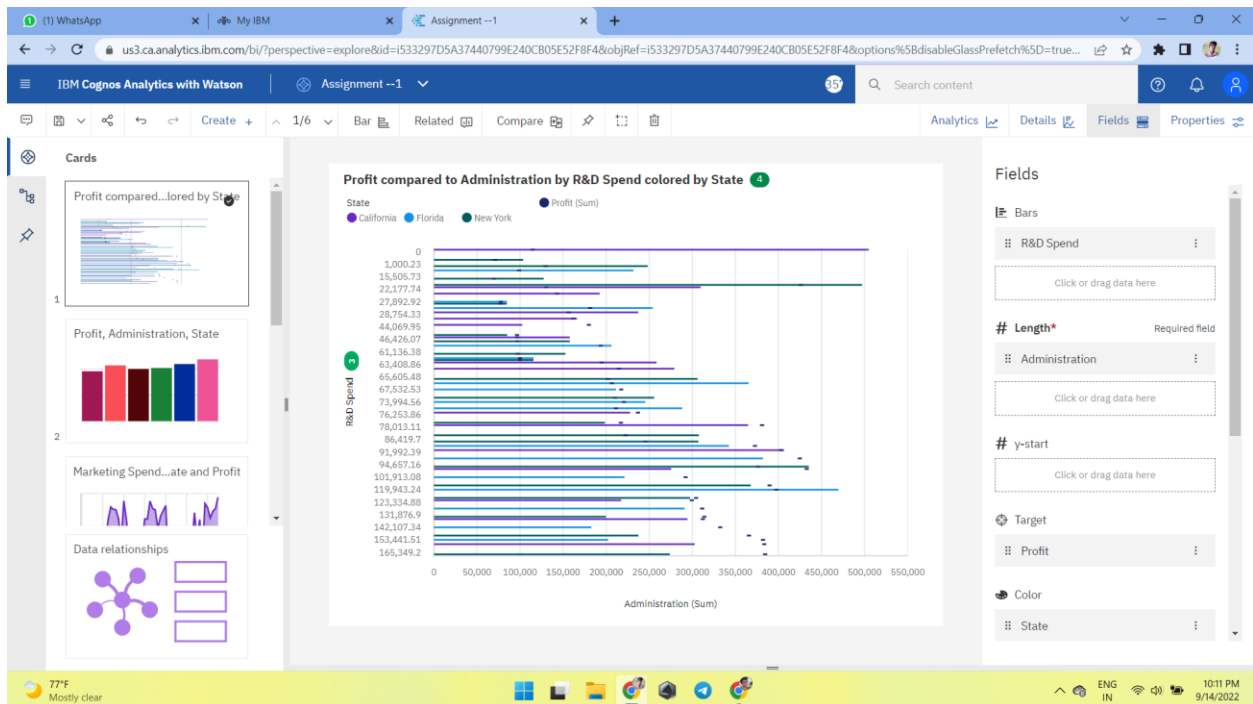 (1) WhatsApp
My IBM
Assignment --1
us3.ca.analytics.ibm.com/bi/?perspective=explore&id=i533297D5A37440799E240CB05E52F8F4&objRef=i533297D5A37440799E240CB05E52F8F4&options%5BdisableGlassPrefetch%5D=true...
IBM Cognos Analytics with Watson
Assignment --1
35
Search content
Create +
1/6
Bar
Related
Compare
Analytics
Details
Fields
Properties
Cards
Profit compared...lored by State
1
Profit, Administration, State
2
Marketing Spend...ate and Profit
Data relationships
Profit compared to Administration by R&D Spend colored by State 4
State
Profit (Sum)
California Florida New York
R&D Spend
3
0
1,000.23
15,505.73
22,177.74
27,892.92
28,754.33
44,069.95
46,426.07
61,136.38
63,408.86
65,605.48
67,532.53
73,994.56
76,253.86
78,013.11
86,419.7
91,992.39
94,657.16
101,913.08
119,943.24
123,334.88
131,876.9
142,107.34
153,441.51
165,349.2
0 50,000 100,000 150,000 200,000 250,000 300,000 350,000 400,000 450,000 500,000 550,000
Administration (Sum)
Fields
Bars
R&D Spend
Click or drag data here
# Length* Required field
Administration
Click or drag data here
# y-start
Click or drag data here
Target
Profit
Color
State
77°F
Mostly clear
ENG
IN
10:11 PM
9/14/2022